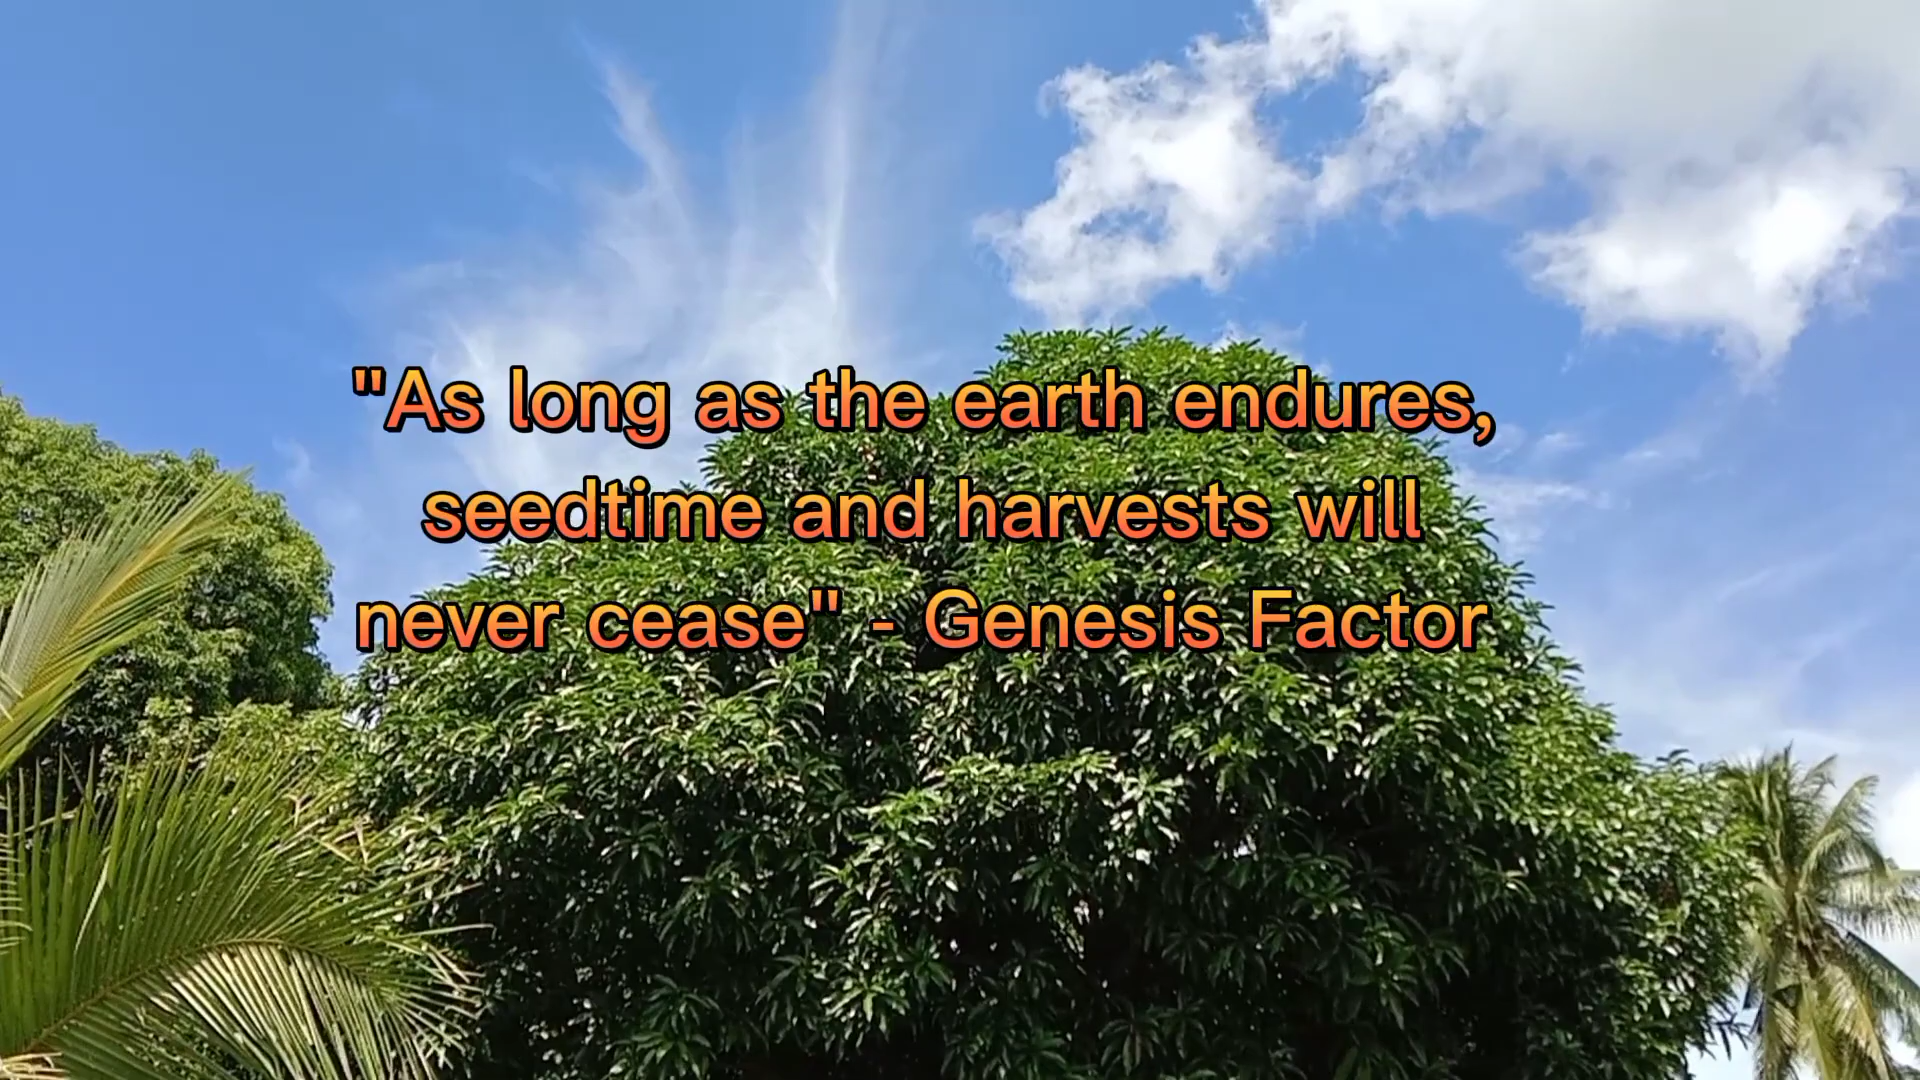 "As long as the earth endures,
seedtime and harvests will
never cease" - Genesis Factor